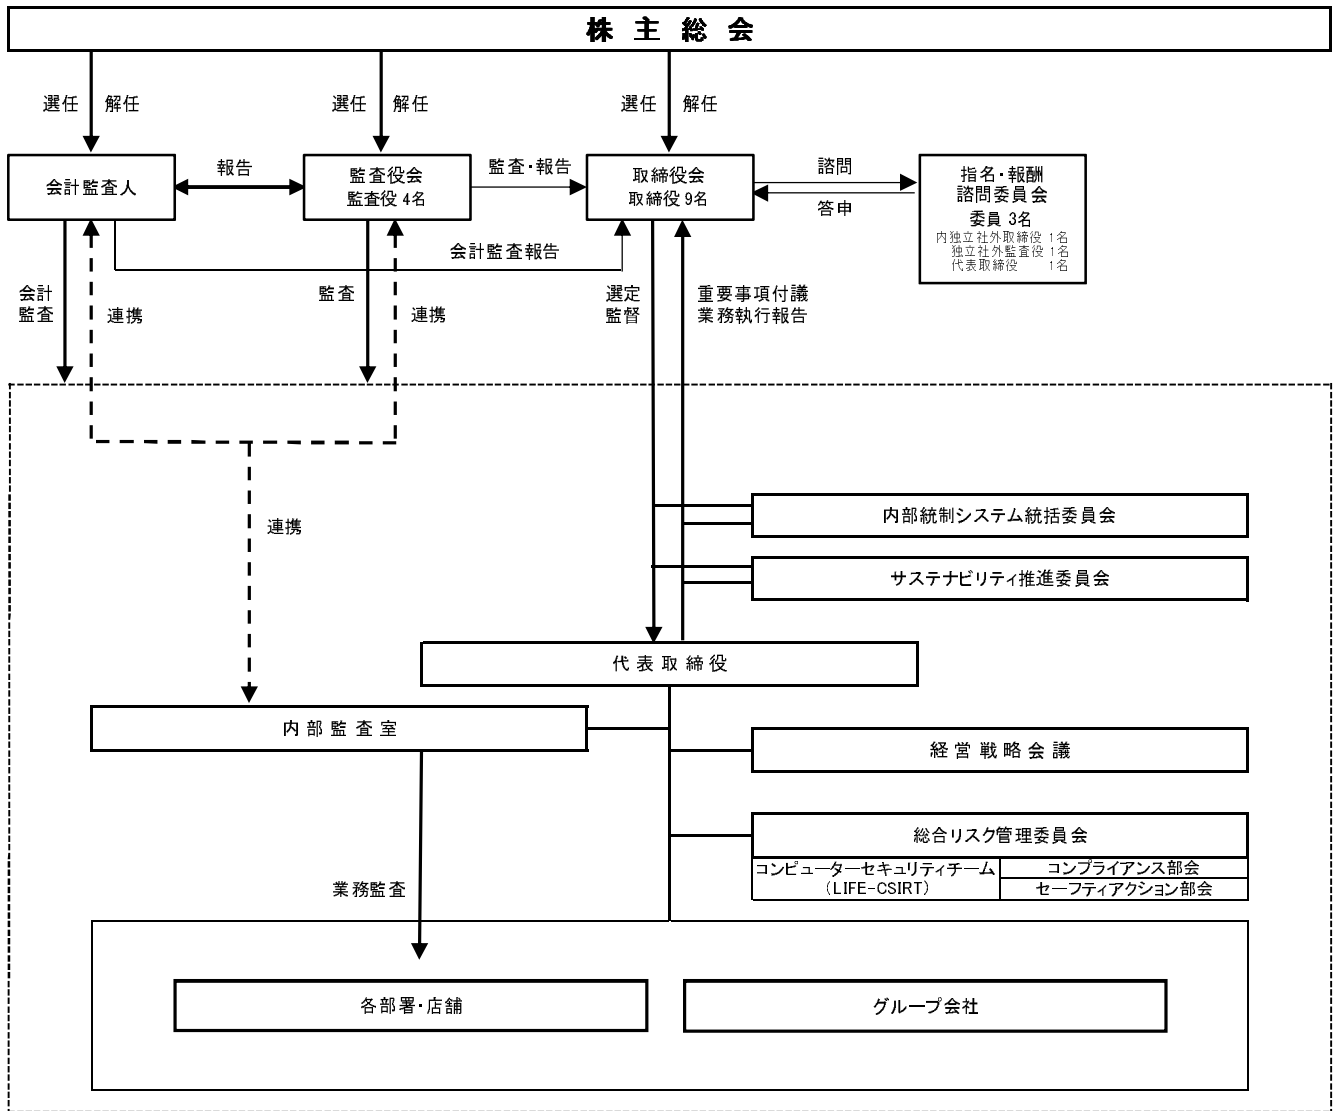 株主総会
選任 解任
選任 解任
選任 解任
会計監査人
報告
監査役会
監査役 4名
監査・報告
取締役会
取締役 9名
諮問
答申
指名・報酬
諮問委員会
委員 3名
内独立社外取締役 1名
独立社外監査役 1名
代表取締役 1名
会計監査報告
会計
監査
連携
監査
連携
選定
監督
重要事項付議
業務執行報告
連携
内部統制システム統括委員会
サステナビリティ推進委員会
代表取締役
内部監査室
経営戦略会議
総合リスク管理委員会
コンピューターセキュリティチーム
(LIFE-CSIRT)
コンプライアンス部会
セーフティアクション部会
業務監査
各部署・店舗
グループ会社